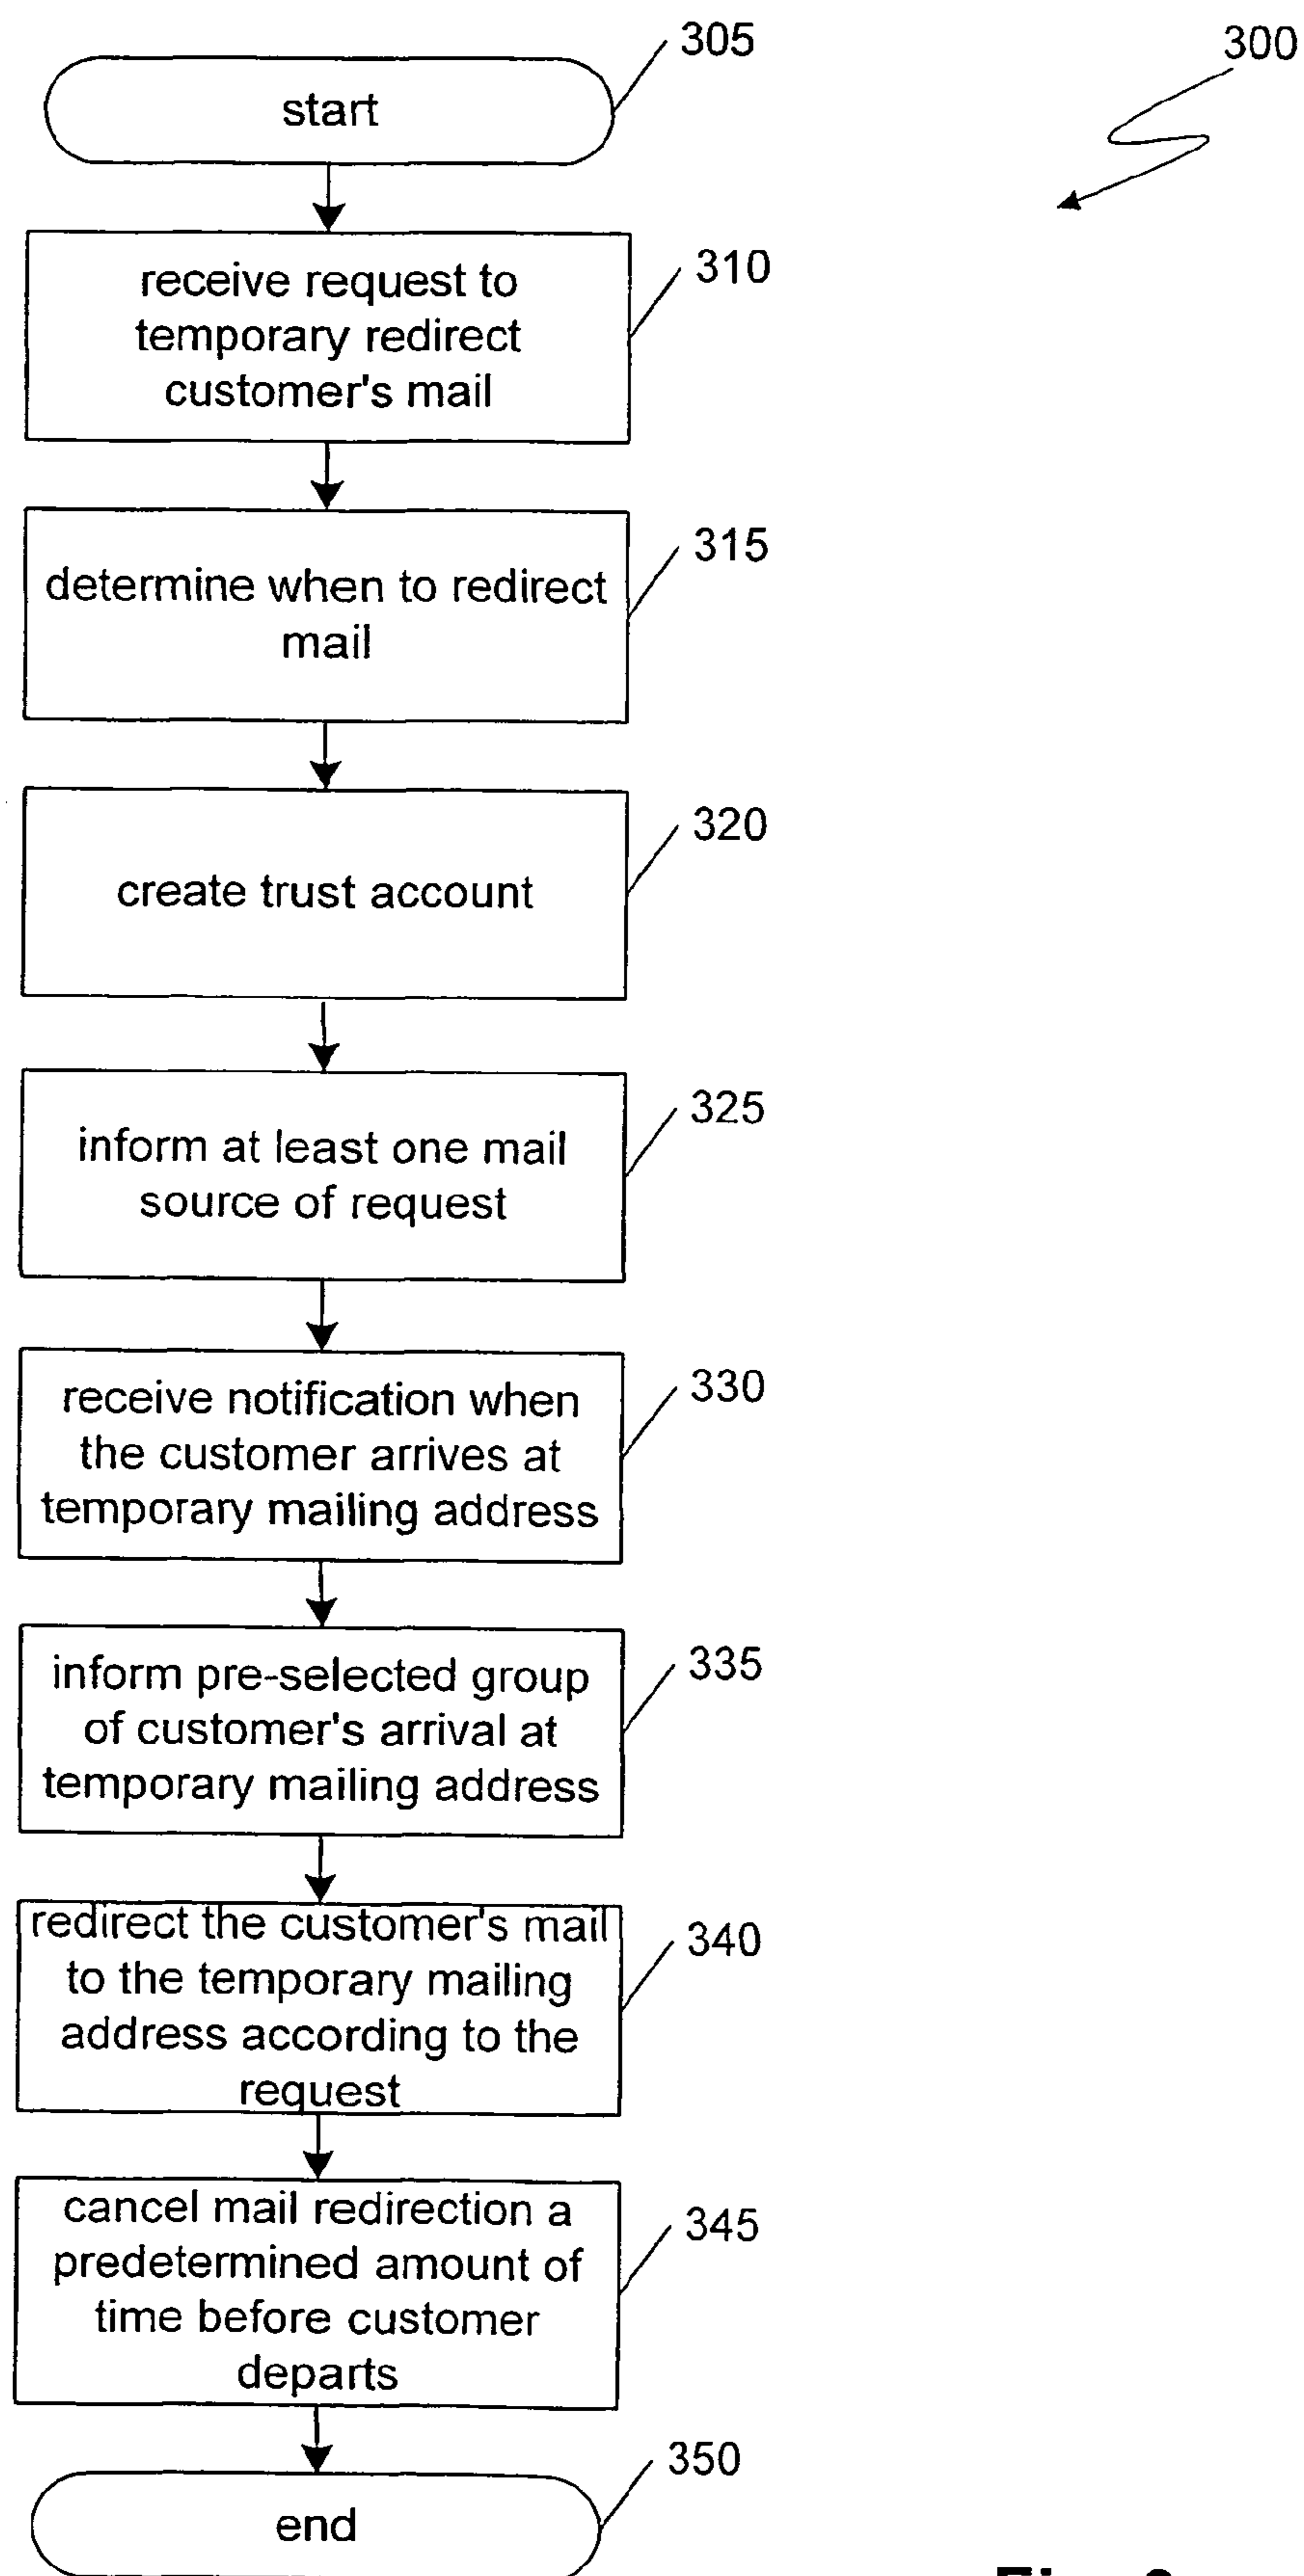 305
300
start
310
receive request to
temporary redirect
customer's mail
315
determine when to redirect
mail
320
create trust account
325
inform at least one mail
source of request
330
receive notification when
the customer arrives at
temporary mailing address
335
inform pre-selected group
of customer's arrival at
temporary mailing address
340
redirect the customer's mail
to the temporary mailing
address according to the
request
345
cancel mail redirection a
predetermined amount of
time before customer
departs
350
end